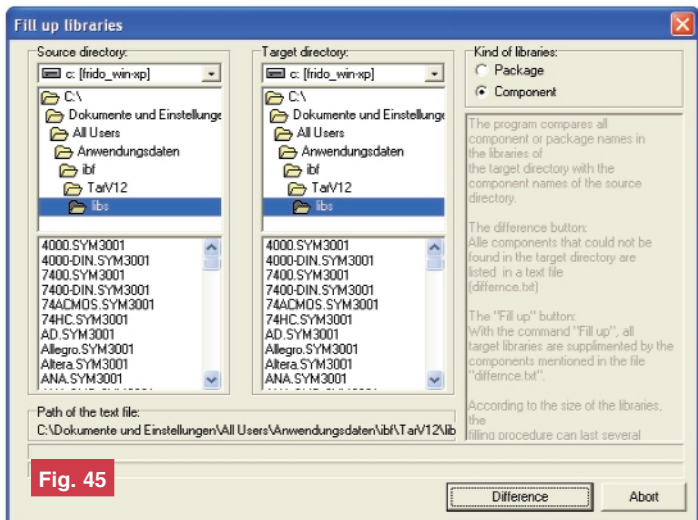 Fill up libraries
Source directory:
c: [frido_win-xp]
C:\
Dokumente und Einstellunge
All Users
Anwendungsdaten
ibf
TarV12
libs
4000.SYM3001
4000-DIN.SYM3001
7400.SYM3001
7400-DIN.SYM3001
74ACMOS.SYM3001
74HC.SYM3001
AD.SYM3001
Allegro.SYM3001
Altera.SYM3001
ANA.SYM3001
Target directory:
c: [frido_win-xp]
C:\
Dokumente und Einstellunge
All Users
Anwendungsdaten
ibf
TarV12
libs
4000.SYM3001
4000-DIN.SYM3001
7400.SYM3001
7400-DIN.SYM3001
74ACMOS.SYM3001
74HC.SYM3001
AD.SYM3001
Allegro.SYM3001
Altera.SYM3001
ANA.SYM3001
Kind of libraries:
Package
Component
The program compares all
component or package names in
the libraries of
the target directory with the
component names of the source
directory.
The difference button:
Alle components that could not be
found in the target directory are
listed in a text file
(differnce.txt)
The "Fill up" button:
With the command "Fill up", all
target libraries are supplimented by the
components mentioned in the file
"differnce.txt".
According to the size of the libraries,
the
filling procedure can last several
Path of the text file:
C:\Dokumente und Einstellungen\All Users\Anwendungsdaten\ibf\TarV12\lib
Fig. 45
Difference
Abort